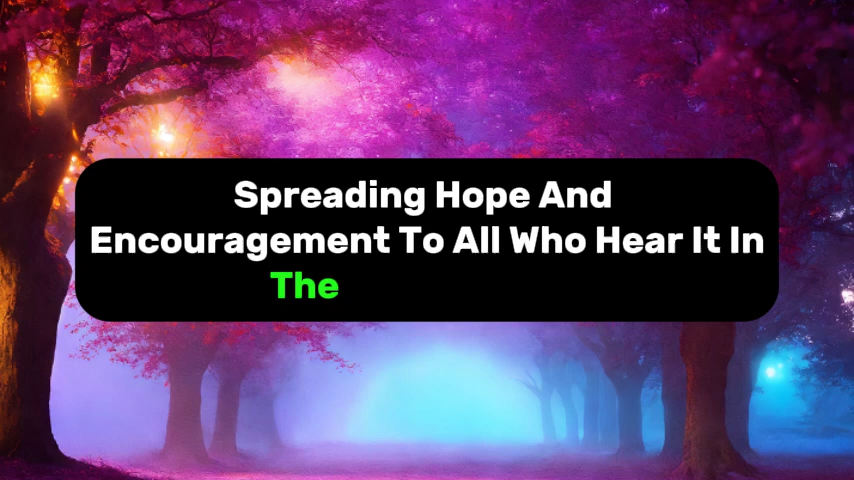 Spreading Hope And
Encouragement To All Who Hear It In
The